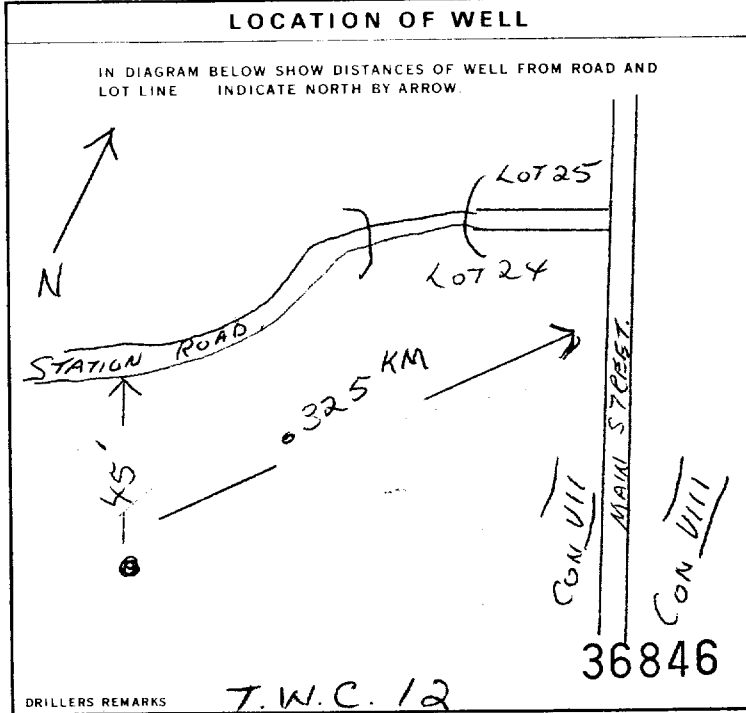 LOCATION OF WELL
IN DIAGRAM BELOW SHOW DISTANCES OF WELL FROM ROAD AND
LOT LINE INDICATE NORTH BY ARROW.
LOT 25
LOT 24
N
STATION ROAD
.325 KM
45'
MAIN STREET.
CON VII
CON VIII
36846
DRILLERS REMARKS T.W.C. 12